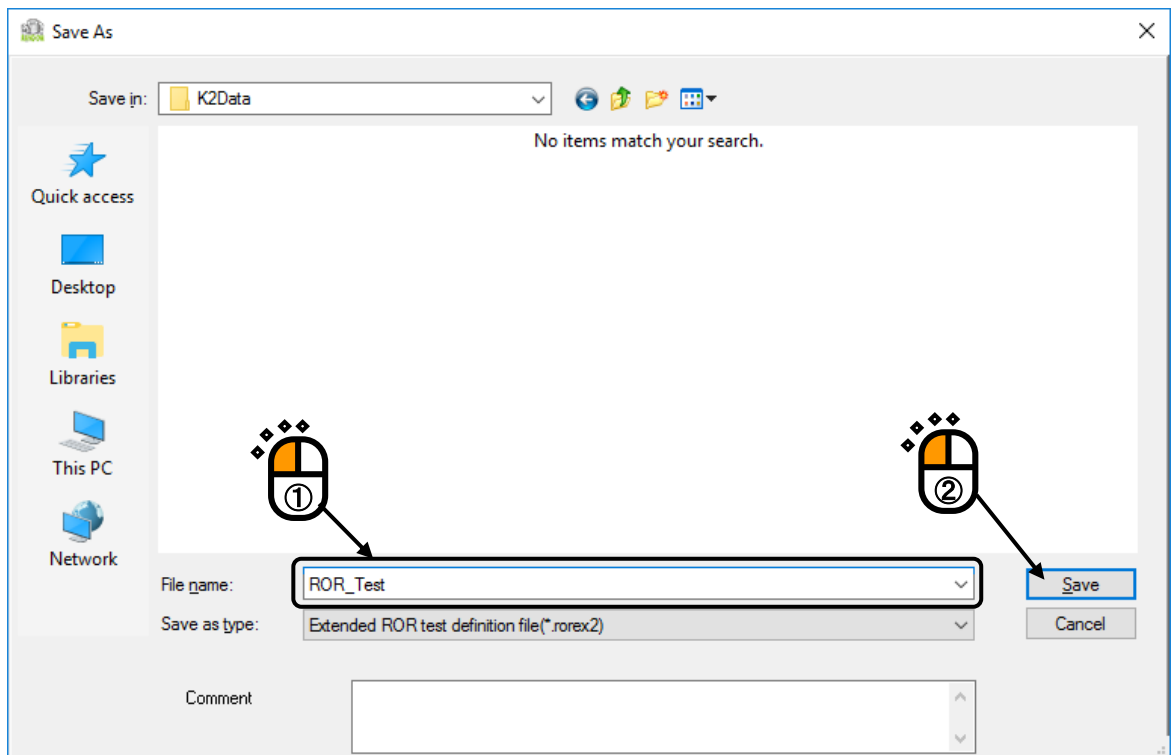 Save As
Save in: K2Data
No items match your search.
Quick access
Desktop
Libraries
This PC
Network
①
②
File name: ROR_Test Save
Save as type: Extended ROR test definition file(*.rorex2) Cancel
Comment